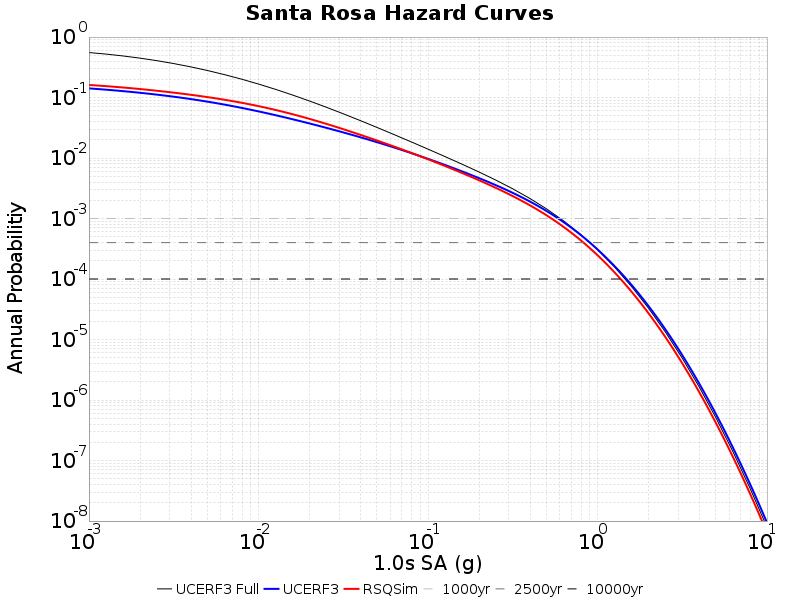 Santa Rosa Hazard Curves
Annual Probabilitiy
10^0
10^-1
10^-2
10^-3
10^-4
10^-5
10^-6
10^-7
10^-8
10^-3 10^-2 10^-1 10^0 10^1
1.0s SA (g)
UCERF3 Full UCERF3 RSQSim 1000yr 2500yr 10000yr